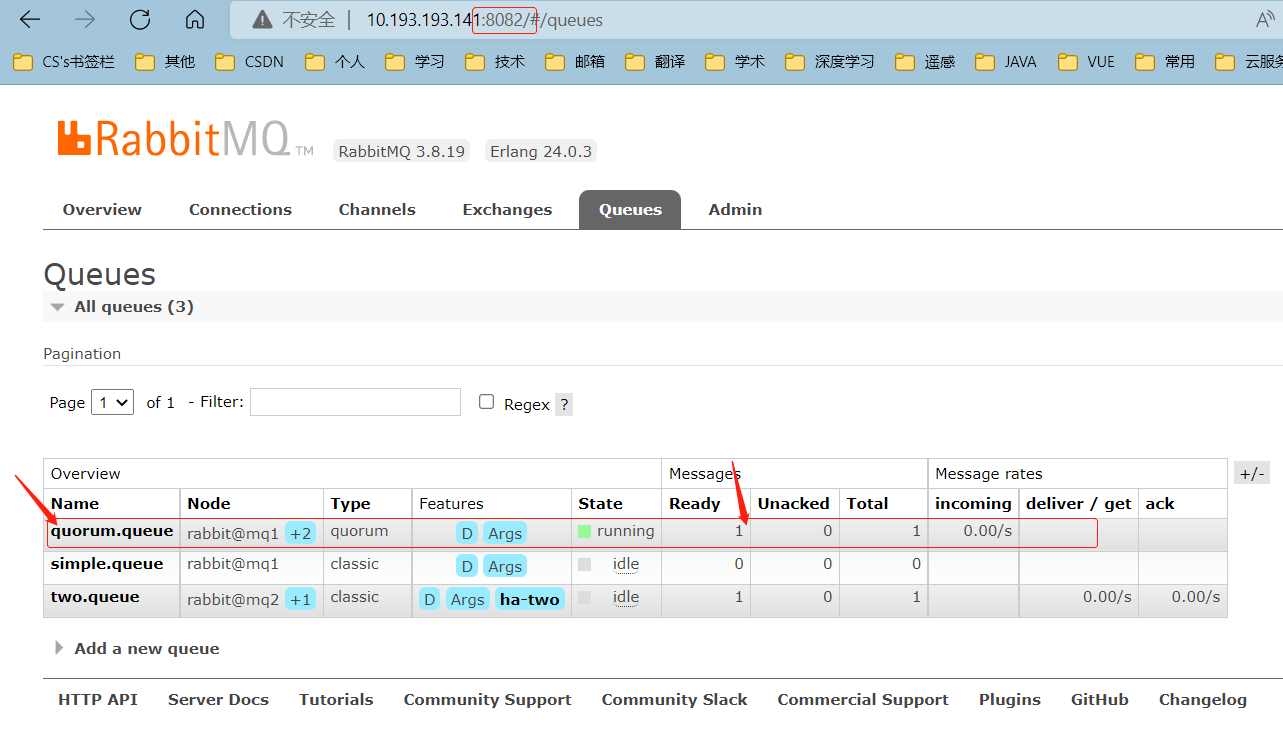 不安全 | 10.193.193.141:8082/#/queues A
CS's书签栏 其他 CSDN 个人 学习 技术 邮箱 翻译 学术 深度学习 遥感 JAVA VUE 常用 云服务
RabbitMQ TM RabbitMQ 3.8.19 Erlang 24.0.3
Overview Connections Channels Exchanges Queues Admin
Queues
All queues (3)
Pagination
Page 1 of 1 - Filter: Regex ?
Overview Messages Message rates +/-
Name Node Type Features State Ready Unacked Total incoming deliver / get ack
quorum.queue rabbit@mq1 +2 quorum D Args running 1 0 1 0.00/s
simple.queue rabbit@mq1 classic D Args idle 0 0 0
two.queue rabbit@mq2 +1 classic D Args ha-two idle 1 0 1 0.00/s 0.00/s
Add a new queue
HTTP API Server Docs Tutorials Community Support Community Slack Commercial Support Plugins GitHub Changelog